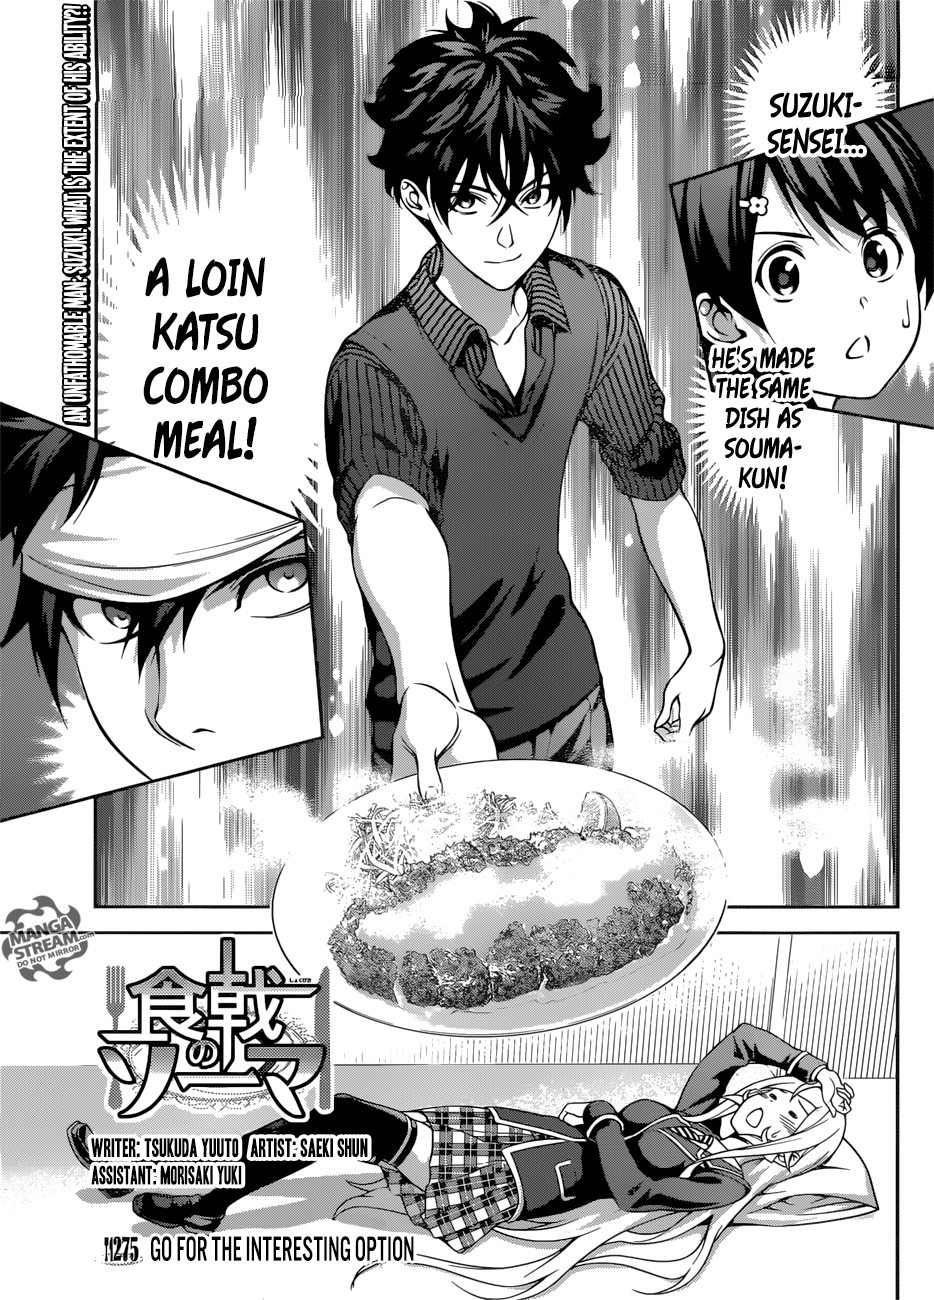 AN UNFATHOMABLE MAN: SUZUKI! WHAT IS THE EXTENT OF HIS ABILITY?!
SUZUKI-
SENSEI...
HE'S MADE
THE SAME
DISH AS
SOUMA-
KUN!
A LOIN
KATSU
COMBO
MEAL!
MANGA
STREAM.com
DO NOT MIRROR
食戟
の
ソーマ
WRITER: TSUKUDA YUUTO ARTIST: SAEKI SHUN
ASSISTANT: MORISAKI YUKI
275 GO FOR THE INTERESTING OPTION